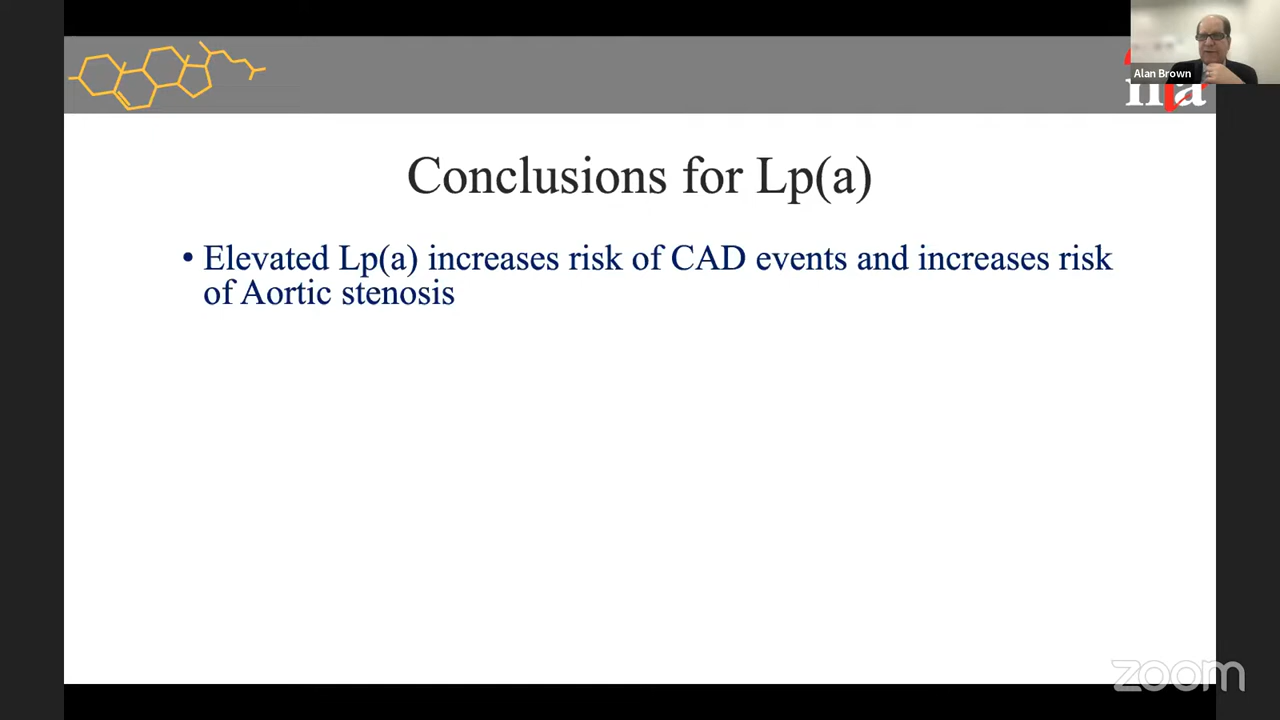 Alan Brown
Conclusions for Lp(a)
• Elevated Lp(a) increases risk of CAD events and increases risk
of Aortic stenosis
zoom